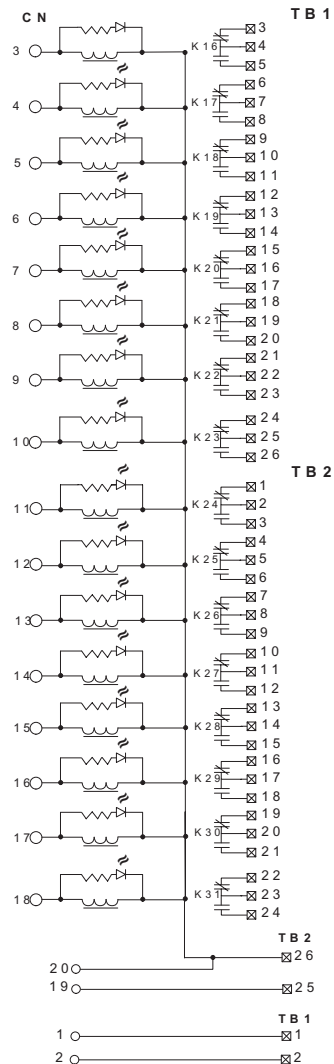 CN TB1
3 K16 3
4
5
4 K17 6
7
8
5 K18 9
10
11
6 K19 12
13
14
7 K20 15
16
17
8 K21 18
19
20
9 K22 21
22
23
10 K23 24
25
26
TB2
11 K24 1
2
3
12 K25 4
5
6
13 K26 7
8
9
14 K27 10
11
12
15 K28 13
14
15
16 K29 16
17
18
17 K30 19
20
21
18 K31 22
23
24
TB2
26
20
19 25
TB1
1 1
2 2